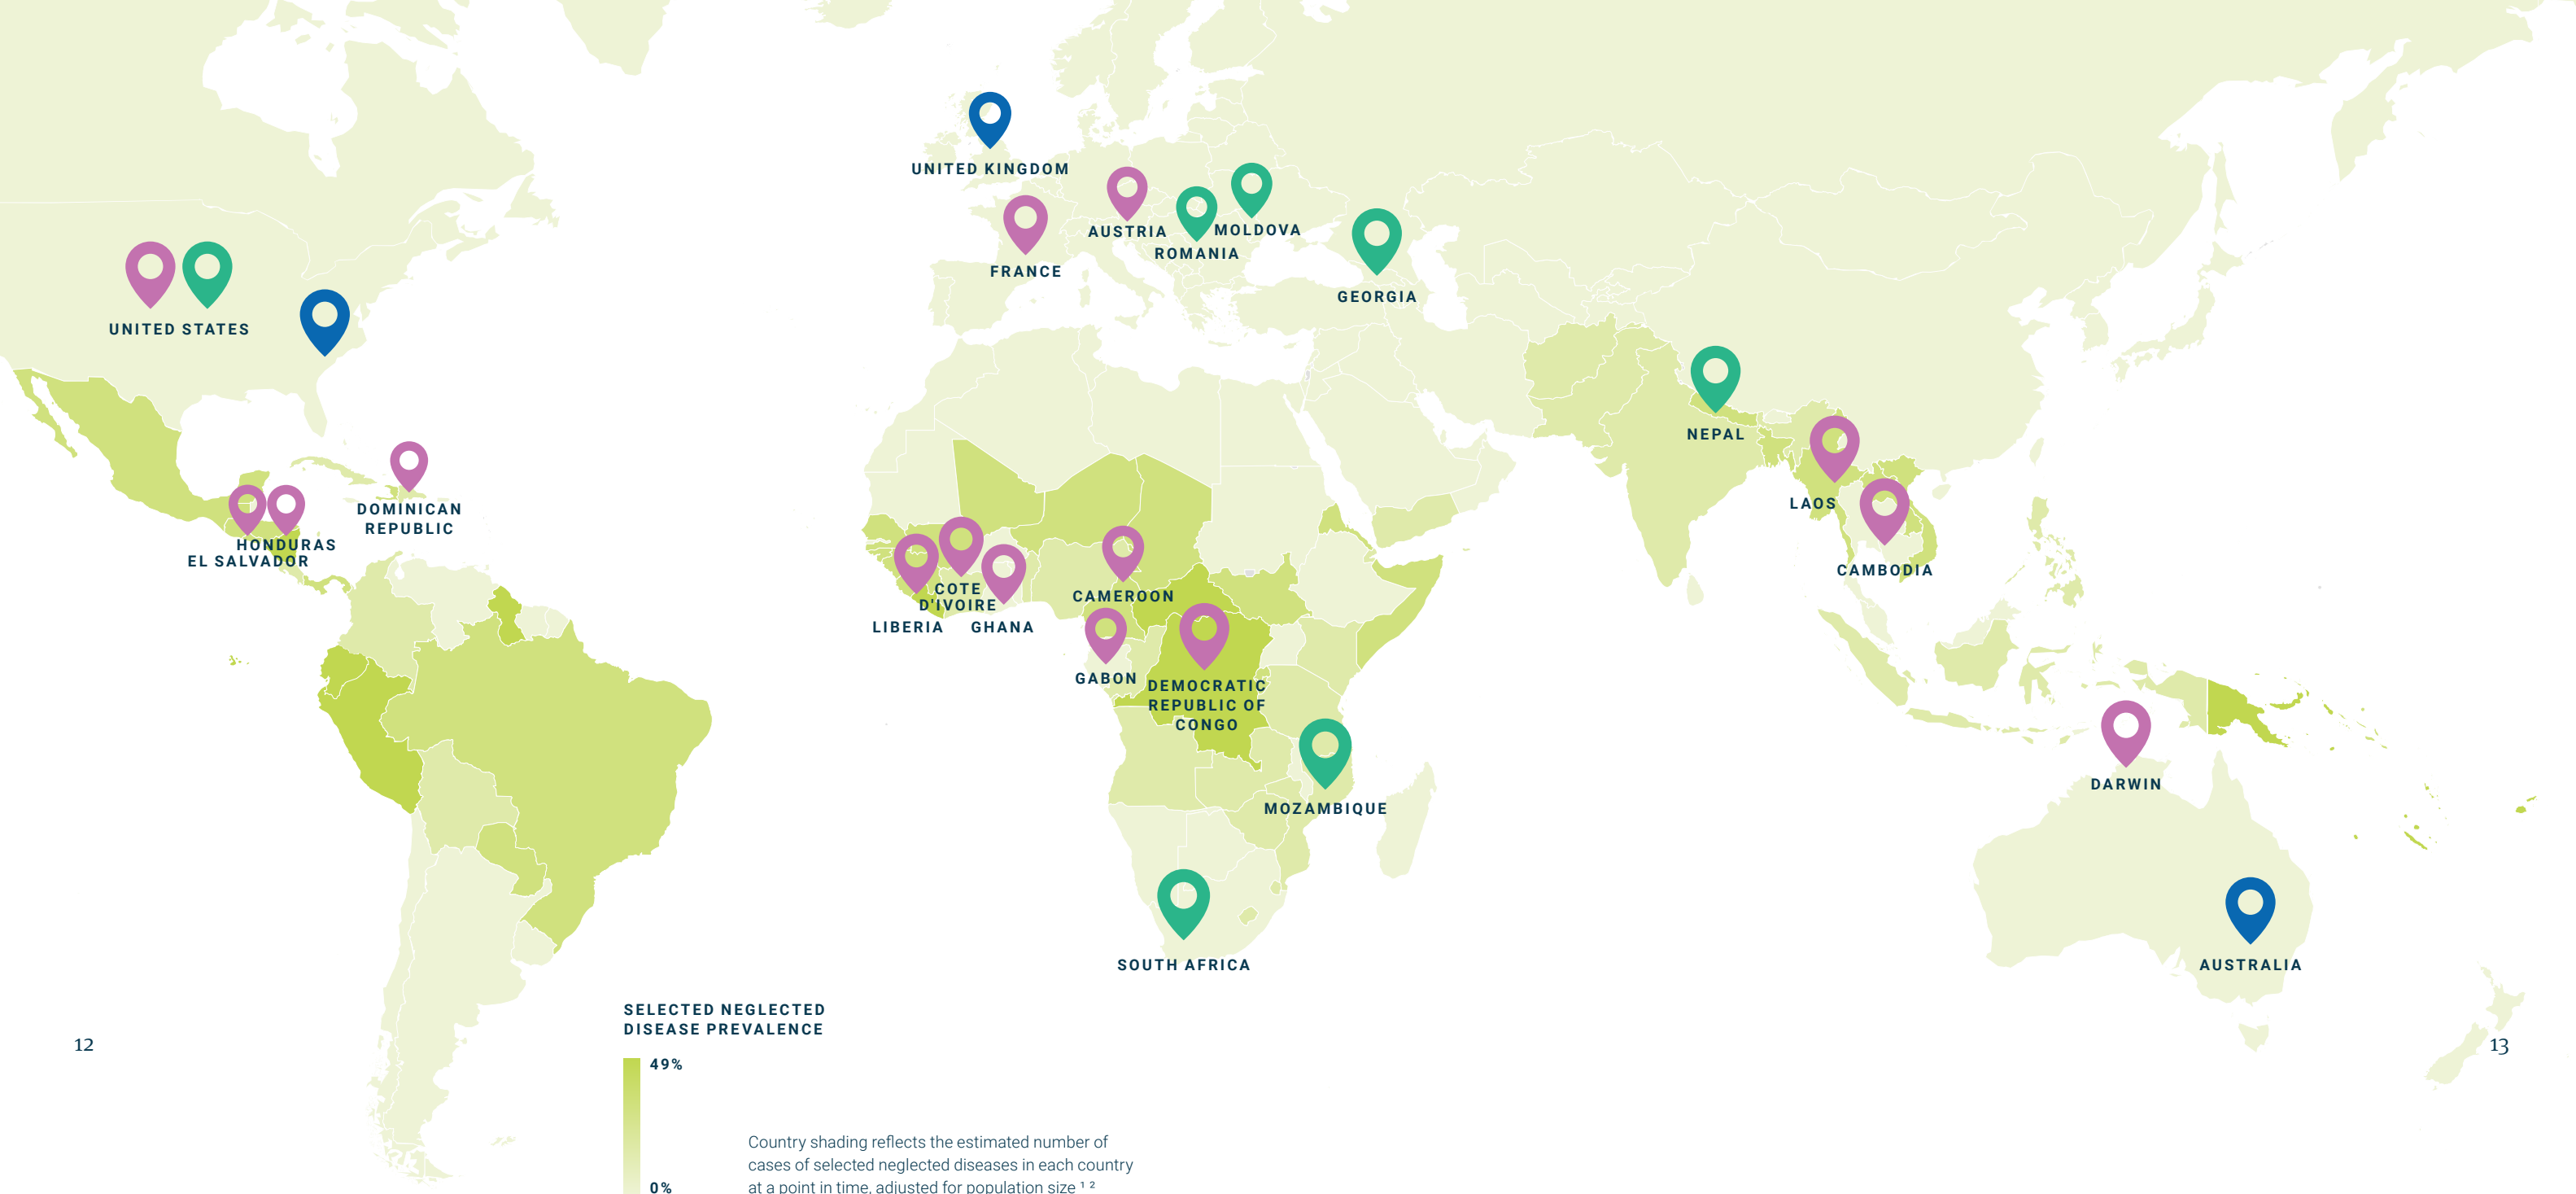 UNITED KINGDOM
AUSTRIA
MOLDOVA
ROMANIA
FRANCE
GEORGIA
UNITED STATES
NEPAL
DOMINICAN
REPUBLIC
LAOS
HONDURAS
EL SALVADOR
CAMBODIA
COTE
D'IVOIRE
CAMEROON
LIBERIA
GHANA
GABON
DEMOCRATIC
REPUBLIC OF
CONGO
DARWIN
MOZAMBIQUE
SOUTH AFRICA
AUSTRALIA
SELECTED NEGLECTED
DISEASE PREVALENCE
49%
0%
Country shading reflects the estimated number of
cases of selected neglected diseases in each country
at a point in time, adjusted for population size ¹ ²
12
13